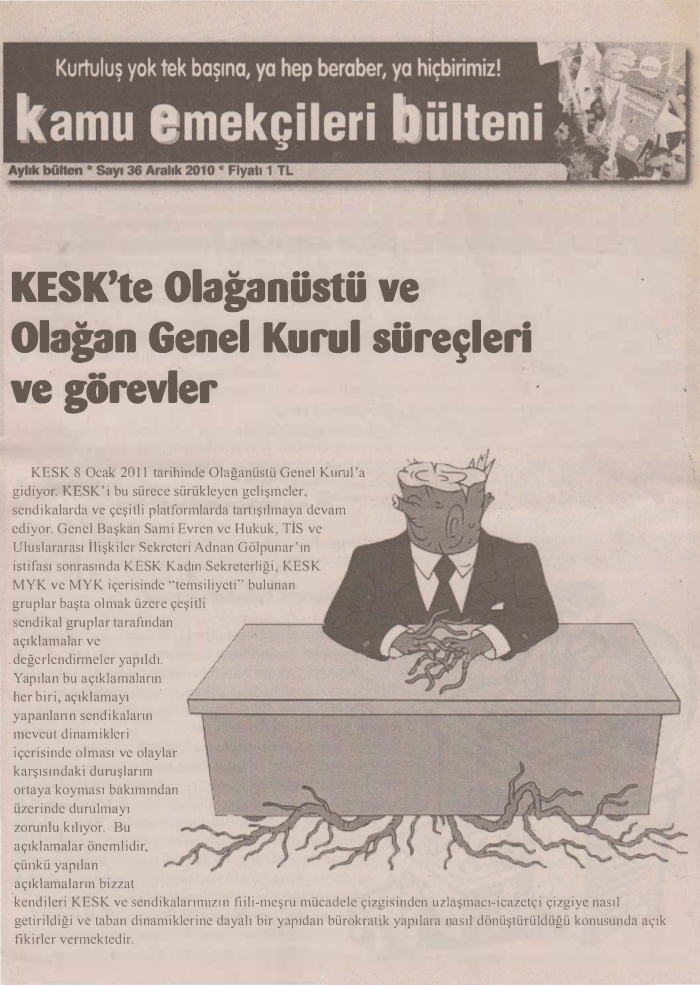 Kurtuluş yok tek başına, ya hep beraber, ya hiçbirimiz!
kamu emekçileri bülteni
Aylık bülten * Sayı 36 Aralık 2010 * Fiyatı 1 TL
KESK'te Olağanüstü ve
Olağan Genel Kurul süreçleri
ve görevler
KESK 8 Ocak 2011 tarihinde Olağanüstü Genel Kurul'a
gidiyor. KESK'i bu sürece sürükleyen gelişmeler,
sendikalarda ve çeşitli platformlarda tartışılmaya devam
ediyor. Genel Başkan Sami Evren ve Hukuk, TİS ve
Uluslararası İlişkiler Sekreteri Adnan Gölpunar'ın
istifası sonrasında KESK Kadın Sekreterliği, KESK
MYK ve MYK içerisinde “temsiliyeti” bulunan
gruplar başta olmak üzere çeşitli
sendikal gruplar tarafından
açıklamalar ve
değerlendirmeler yapıldı.
Yapılan bu açıklamaların
her biri, açıklamayı
yapanların sendikaların
mevcut dinamikleri
içerisinde olması ve olaylar
karşısındaki duruşlarını
ortaya koyması bakımından
üzerinde durulmayı
zorunlu kılıyor. Bu
açıklamalar önemlidir,
çünkü yapılan
açıklamaların bizzat
kendileri KESK ve sendikalarımızın fiili-meşru mücadele çizgisinden uzlaşmacı-icazetçi çizgiye nasıl
getirildiği ve taban dinamiklerine dayalı bir yapıdan bürokratik yapılara nasıl dönüştürüldüğü konusunda açık
fikirler vermektedir.